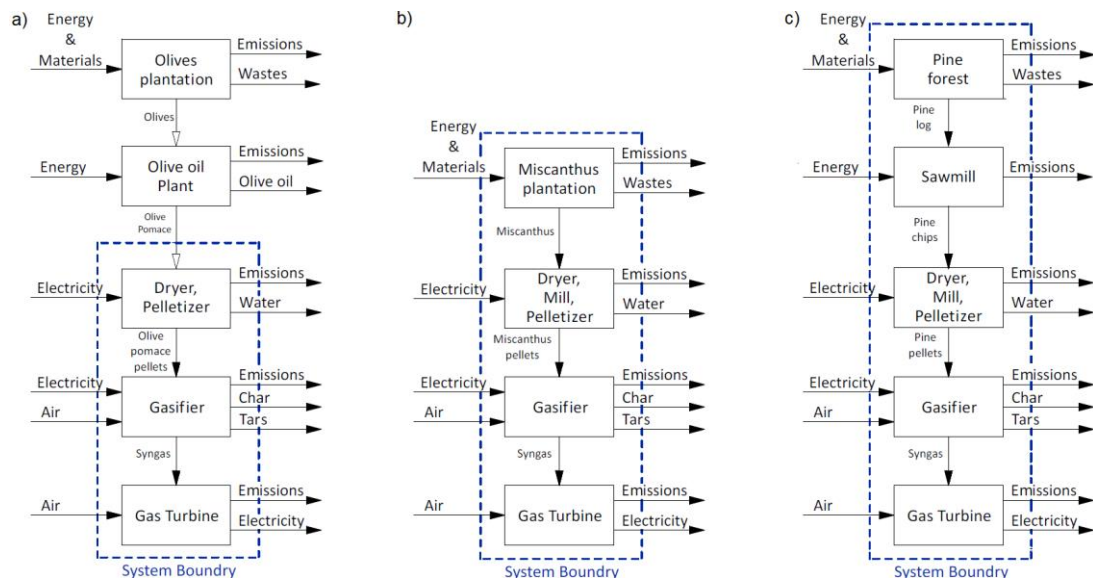 a)
Energy
&
Materials
Olives
plantation
Emissions
Wastes
Olives
Energy
Olive oil
Plant
Emissions
Olive oil
Olive
Pomace
Electricity
Dryer,
Pelletizer
Emissions
Water
Olive
pomace
pellets
Electricity
Air
Gasifier
Emissions
Char
Tars
Syngas
Air
Gas Turbine
Emissions
Electricity
System Boundry
b)
Energy
&
Materials
Miscanthus
plantation
Emissions
Wastes
Miscanthus
Electricity
Dryer,
Mill,
Pelletizer
Emissions
Water
Miscanthus
pellets
Electricity
Air
Gasifier
Emissions
Char
Tars
Syngas
Air
Gas Turbine
Emissions
Electricity
System Boundry
c)
Energy
&
Materials
Pine
forest
Emissions
Wastes
Pine
log
Energy
Sawmill
Emissions
Pine
chips
Electricity
Dryer,
Mill,
Pelletizer
Emissions
Water
Pine
pellets
Electricity
Air
Gasifier
Emissions
Char
Tars
Syngas
Air
Gas Turbine
Emissions
Electricity
System Boundry